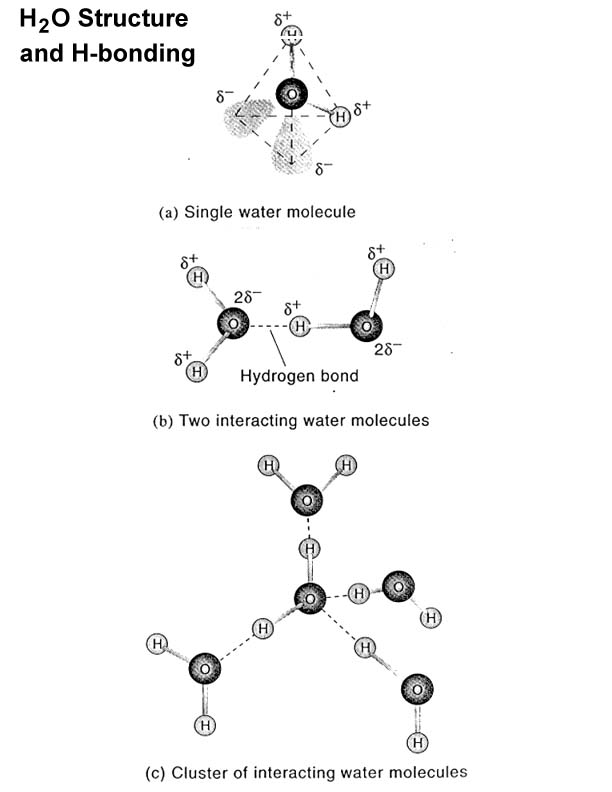 H₂O Structure
and H-bonding
δ+
H
δ−
O
H
δ+
δ−
(a) Single water molecule
δ+
H
δ+
H
2δ−
O
δ+
H
O
2δ−
δ+
H
Hydrogen bond
(b) Two interacting water molecules
H
H
O
H
O
H
O
H
H
H
O
H
H
O
H
(c) Cluster of interacting water molecules